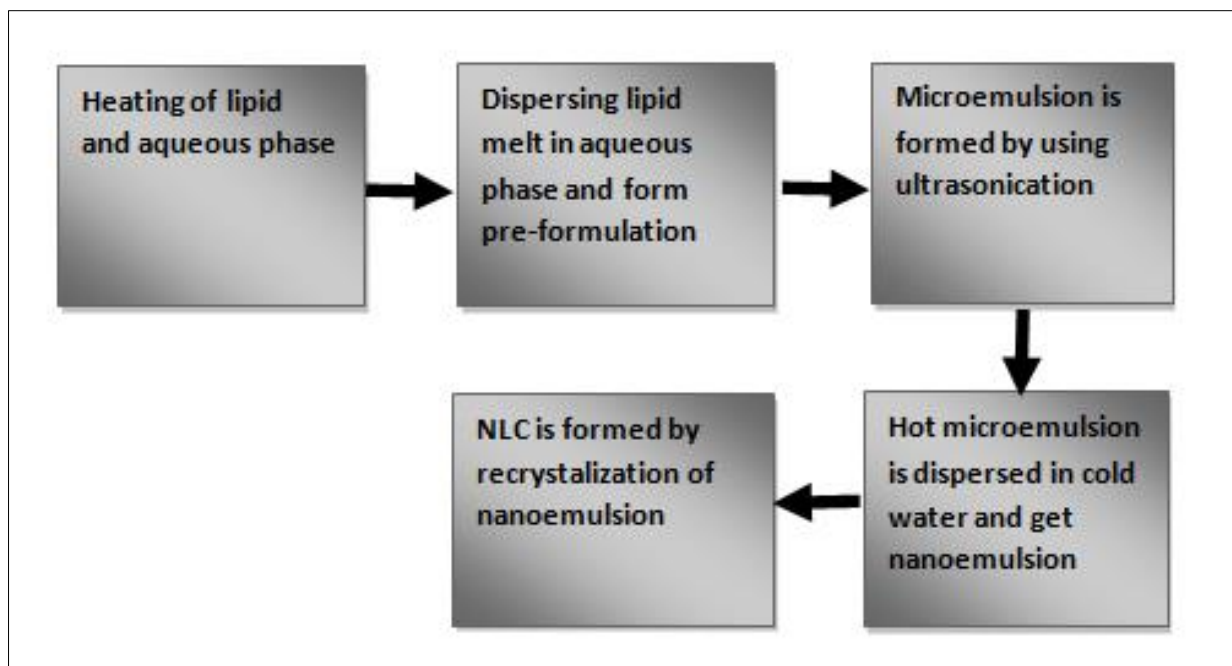 Heating of lipid
and aqueous phase
Dispersing lipid
melt in aqueous
phase and form
pre-formulation
Microemulsion is
formed by using
ultrasonication
Hot microemulsion
is dispersed in cold
water and get
nanoemulsion
NLC is formed by
recrystalization of
nanoemulsion